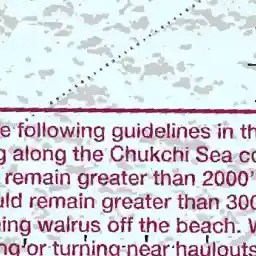 e following guidelines in th
g along the Chukchi Sea co
remain greater than 2000'
uld remain greater than 300
ing walrus off the beach. W
ng or turning near haulouts